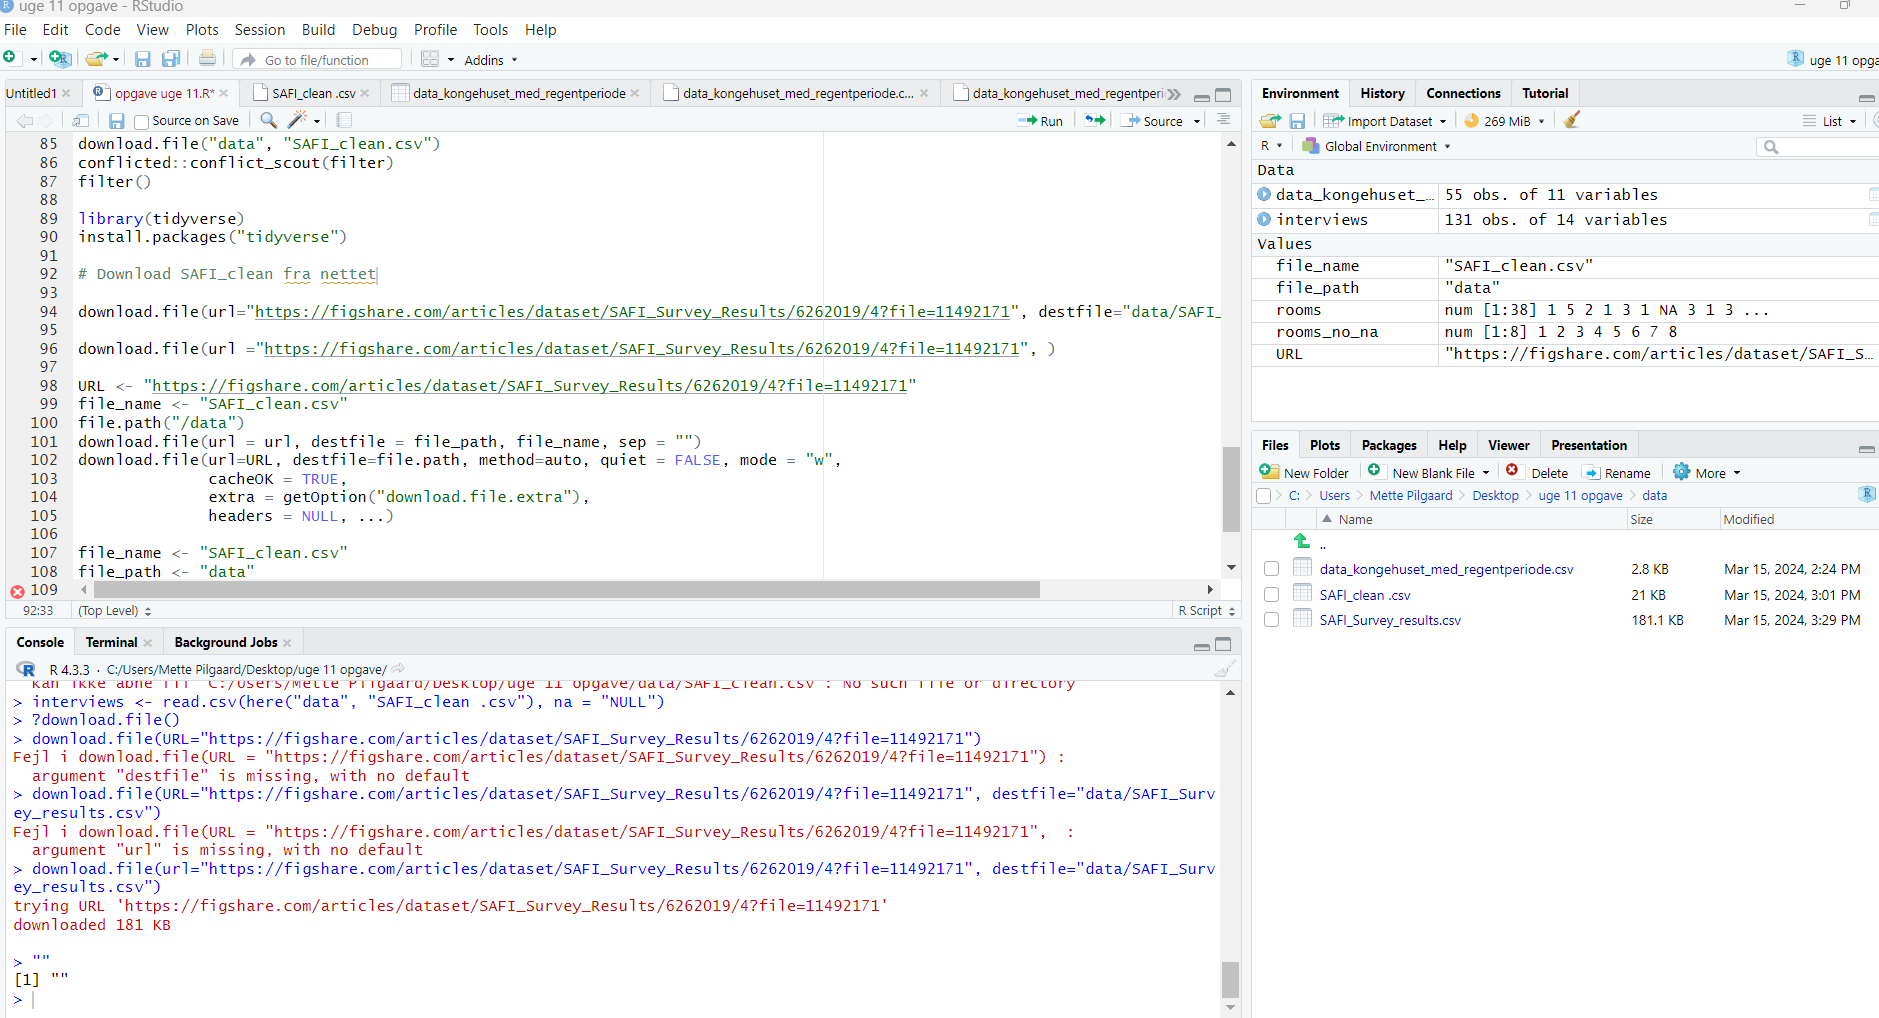 uge 11 opgave - RStudio
File Edit Code View Plots Session Build Debug Profile Tools Help
Go to file/function Addins
uge 11 opga
Untitled1 opgave uge 11.R* SAFI_clean .csv data_kongehuset_med_regentperiode data_kongehuset_med_regentperiode.c... data_kongehuset_med_regentperi
Source on Save Run Source
85 download.file("data", "SAFI_clean.csv")
86 conflicted::conflict_scout(filter)
87 filter()
88
89 library(tidyverse)
90 install.packages("tidyverse")
91
92 # Download SAFI_clean fra nettet
93
94 download.file(url="https://figshare.com/articles/dataset/SAFI_Survey_Results/6262019/4?file=11492171", destfile="data/SAFI_
95
96 download.file(url ="https://figshare.com/articles/dataset/SAFI_Survey_Results/6262019/4?file=11492171", )
97
98 URL <- "https://figshare.com/articles/dataset/SAFI_Survey_Results/6262019/4?file=11492171"
99 file_name <- "SAFI_clean.csv"
100 file.path("/data")
101 download.file(url = url, destfile = file_path, file_name, sep = "")
102 download.file(url=URL, destfile=file.path, method=auto, quiet = FALSE, mode = "w",
103 cacheOK = TRUE,
104 extra = getOption("download.file.extra"),
105 headers = NULL, ...)
106
107 file_name <- "SAFI_clean.csv"
108 file_path <- "data"
109
92:33 (Top Level) R Script
Console Terminal Background Jobs
R 4.3.3 · C:/Users/Mette Pilgaard/Desktop/uge 11 opgave/
kan ikke åbne fil 'C:/Users/Mette Pilgaard/Desktop/uge 11 opgave/data/SAFI_clean.csv': No such file or directory
> interviews <- read.csv(here("data", "SAFI_clean .csv"), na = "NULL")
> ?download.file()
> download.file(URL="https://figshare.com/articles/dataset/SAFI_Survey_Results/6262019/4?file=11492171")
Fejl i download.file(URL = "https://figshare.com/articles/dataset/SAFI_Survey_Results/6262019/4?file=11492171") :
argument "destfile" is missing, with no default
> download.file(URL="https://figshare.com/articles/dataset/SAFI_Survey_Results/6262019/4?file=11492171", destfile="data/SAFI_Surv
ey_results.csv")
Fejl i download.file(URL = "https://figshare.com/articles/dataset/SAFI_Survey_Results/6262019/4?file=11492171", :
argument "url" is missing, with no default
> download.file(url="https://figshare.com/articles/dataset/SAFI_Survey_Results/6262019/4?file=11492171", destfile="data/SAFI_Surv
ey_results.csv")
trying URL 'https://figshare.com/articles/dataset/SAFI_Survey_Results/6262019/4?file=11492171'
downloaded 181 KB
> ""
[1] ""
>
Environment History Connections Tutorial
Import Dataset 269 MiB List
R Global Environment
Data
data_kongehuset_… 55 obs. of 11 variables
interviews 131 obs. of 14 variables
Values
file_name "SAFI_clean.csv"
file_path "data"
rooms num [1:38] 1 5 2 1 3 1 NA 3 1 3 ...
rooms_no_na num [1:8] 1 2 3 4 5 6 7 8
URL "https://figshare.com/articles/dataset/SAFI_S…
Files Plots Packages Help Viewer Presentation
New Folder New Blank File Delete Rename More
C: Users Mette Pilgaard Desktop uge 11 opgave data
Name Size Modified
..
data_kongehuset_med_regentperiode.csv 2.8 KB Mar 15, 2024, 2:24 PM
SAFI_clean .csv 21 KB Mar 15, 2024, 3:01 PM
SAFI_Survey_results.csv 181.1 KB Mar 15, 2024, 3:29 PM